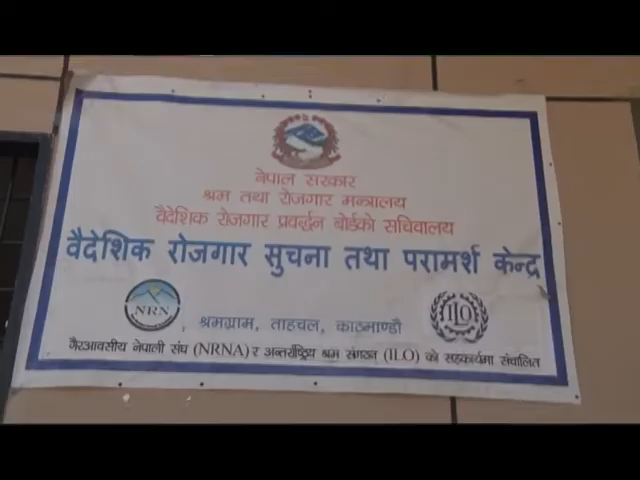 नेपाल सरकार
श्रम तथा रोजगार मन्त्रालय
वैदेशिक रोजगार प्रवर्द्धन बोर्डको सचिवालय
वैदेशिक रोजगार सुचना तथा परामर्श केन्द्र
NRN
श्रमग्राम, ताहचल, काठमाण्डौ
ILO
गैरआवासीय नेपाली संघ (NRNA) र अन्तर्राष्ट्रिय श्रम संगठन (ILO) को सहकार्यमा संचालित